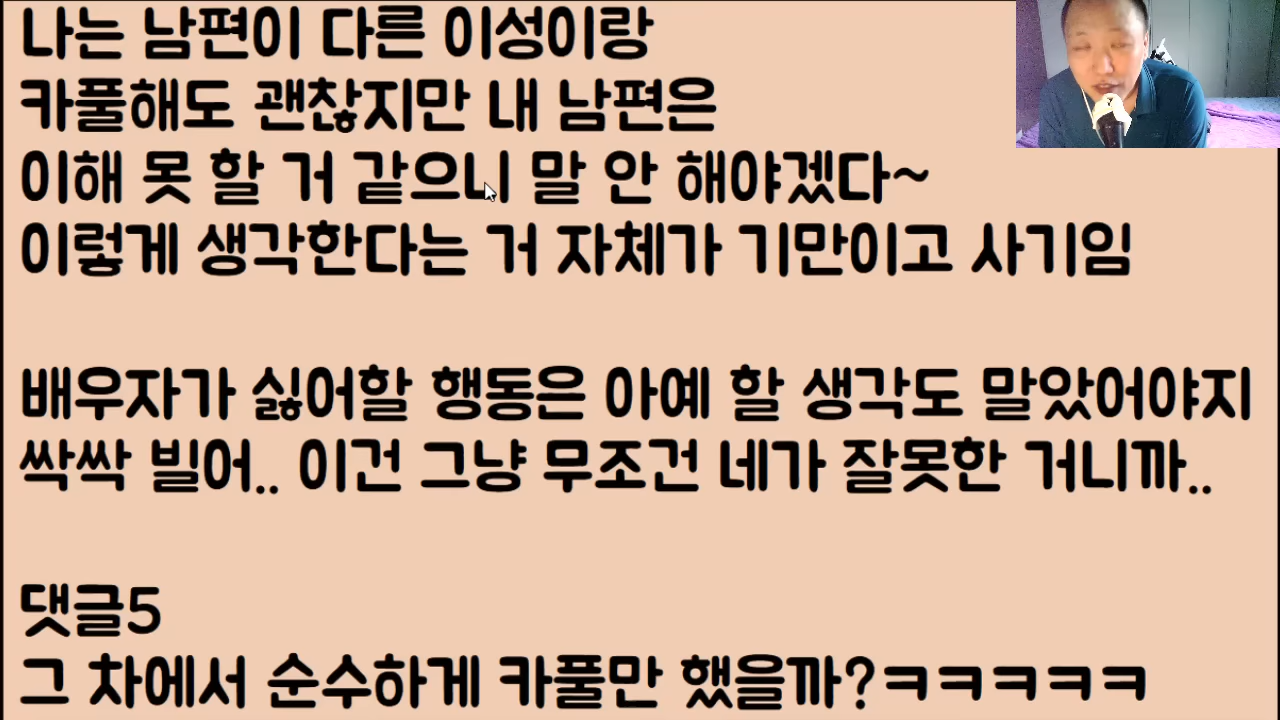 나는 남편이 다른 이성이랑
카풀해도 괜찮지만 내 남편은
이해 못 할 거 같으니 말 안 해야겠다~
이렇게 생각한다는 거 자체가 기만이고 사기임
배우자가 싫어할 행동은 아예 할 생각도 말았어야지
싹싹 빌어.. 이건 그냥 무조건 네가 잘못한 거니까..
댓글5
그 차에서 순수하게 카풀만 했을까?ㅋㅋㅋㅋㅋ